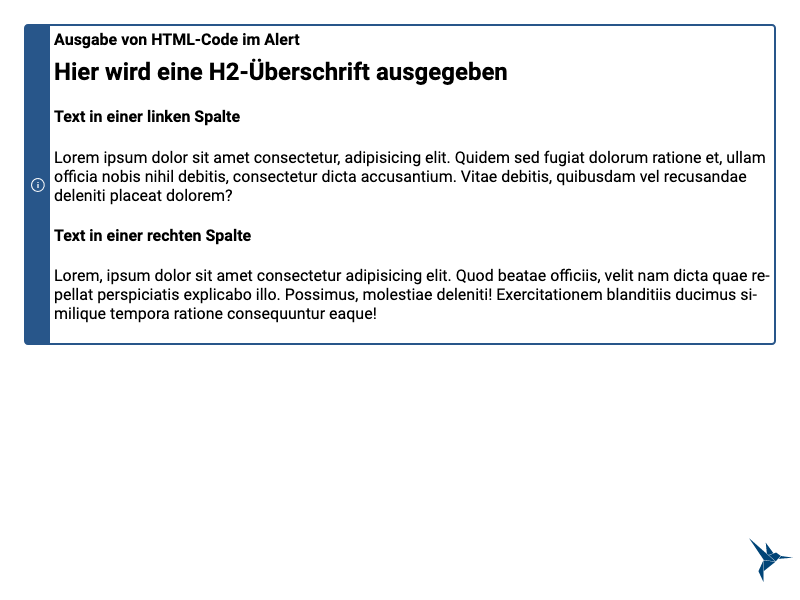 Ausgabe von HTML-Code im Alert
Hier wird eine H2-Überschrift ausgegeben
Text in einer linken Spalte
Lorem ipsum dolor sit amet consectetur, adipisicing elit. Quidem sed fugiat dolorum ratione et, ullam
officia nobis nihil debitis, consectetur dicta accusantium. Vitae debitis, quibusdam vel recusandae
deleniti placeat dolorem?
Text in einer rechten Spalte
Lorem, ipsum dolor sit amet consectetur adipisicing elit. Quod beatae officiis, velit nam dicta quae re-
pellat perspiciatis explicabo illo. Possimus, molestiae deleniti! Exercitationem blanditiis ducimus si-
milique tempora ratione consequuntur eaque!